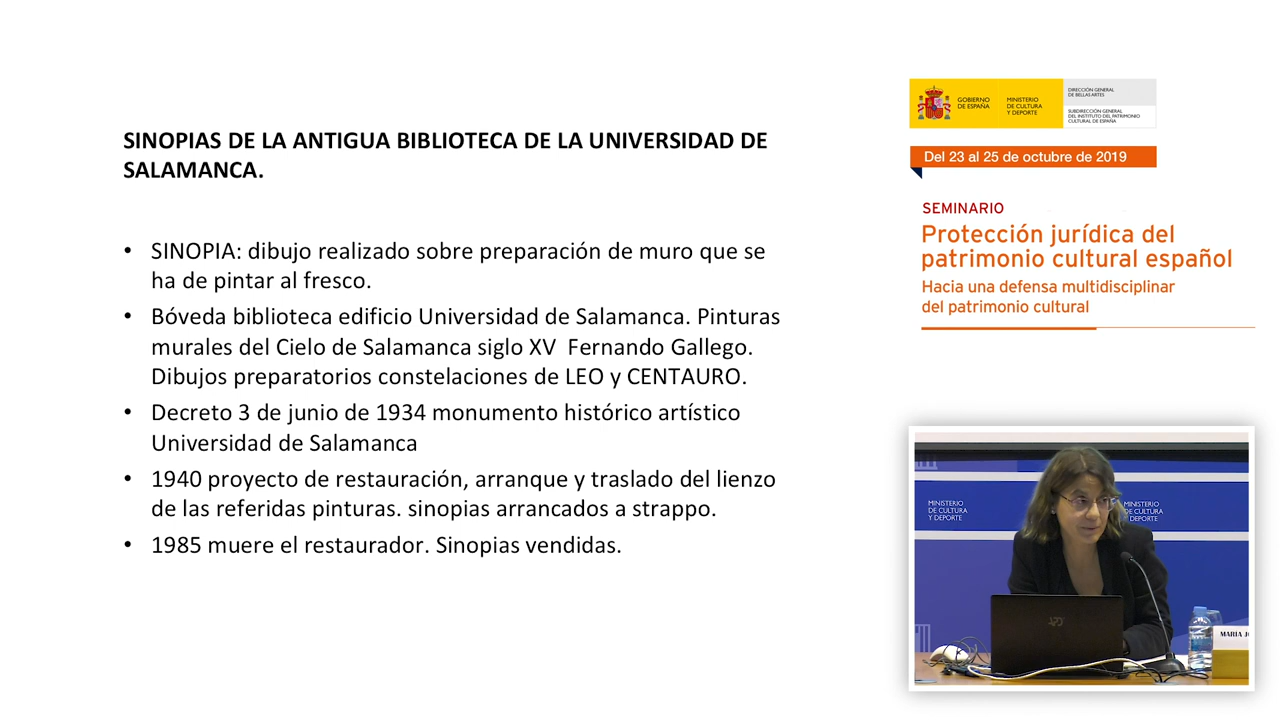 SINOPIAS DE LA ANTIGUA BIBLIOTECA DE LA UNIVERSIDAD DE
SALAMANCA.
• SINOPIA: dibujo realizado sobre preparación de muro que se
ha de pintar al fresco.
• Bóveda biblioteca edificio Universidad de Salamanca. Pinturas
murales del Cielo de Salamanca siglo XV Fernando Gallego.
Dibujos preparatorios constelaciones de LEO y CENTAURO.
• Decreto 3 de junio de 1934 monumento histórico artístico
Universidad de Salamanca
• 1940 proyecto de restauración, arranque y traslado del lienzo
de las referidas pinturas. sinopias arrancados a strappo.
• 1985 muere el restaurador. Sinopias vendidas.
GOBIERNO
DE ESPAÑA
MINISTERIO
DE CULTURA
Y DEPORTE
DIRECCIÓN GENERAL
DE BELLAS ARTES
SUBDIRECCIÓN GENERAL
DEL INSTITUTO DEL PATRIMONIO
CULTURAL DE ESPAÑA
Del 23 al 25 de octubre de 2019
SEMINARIO
Protección jurídica del
patrimonio cultural español
Hacia una defensa multidisciplinar
del patrimonio cultural
MINISTERIO
DE CULTURA
Y DEPORTE
MINISTERIO
DE CULTURA
Y DEPORTE
MARIA